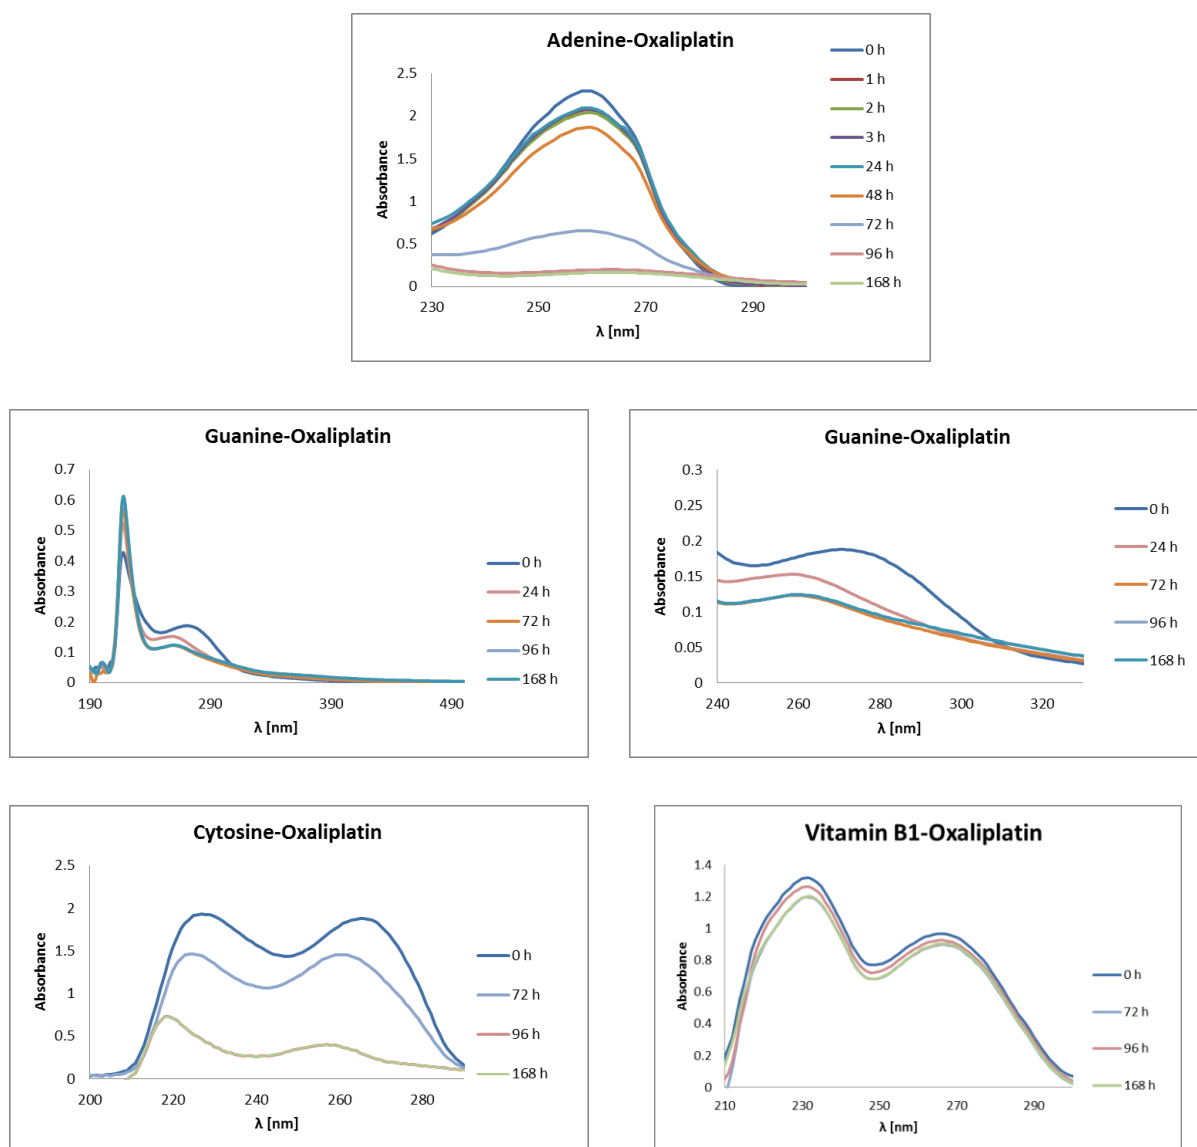 Adenine-Oxaliplatin
2.5
2
1.5
1
0.5
0
Absorbance
230
250
270
290
λ [nm]
0 h
1 h
2 h
3 h
24 h
48 h
72 h
96 h
168 h
Guanine-Oxaliplatin
0.7
0.6
0.5
0.4
0.3
0.2
0.1
0
Absorbance
190
290
390
490
λ [nm]
0 h
24 h
72 h
96 h
168 h
Guanine-Oxaliplatin
0.3
0.25
0.2
0.15
0.1
0.05
0
Absorbance
240
260
280
300
320
λ [nm]
0 h
24 h
72 h
96 h
168 h
Cytosine-Oxaliplatin
2.5
2
1.5
1
0.5
0
Absorbance
200
220
240
260
280
λ [nm]
0 h
72 h
96 h
168 h
Vitamin B1-Oxaliplatin
1.4
1.2
1
0.8
0.6
0.4
0.2
0
Absorbance
210
230
250
270
290
λ [nm]
0 h
72 h
96 h
168 h